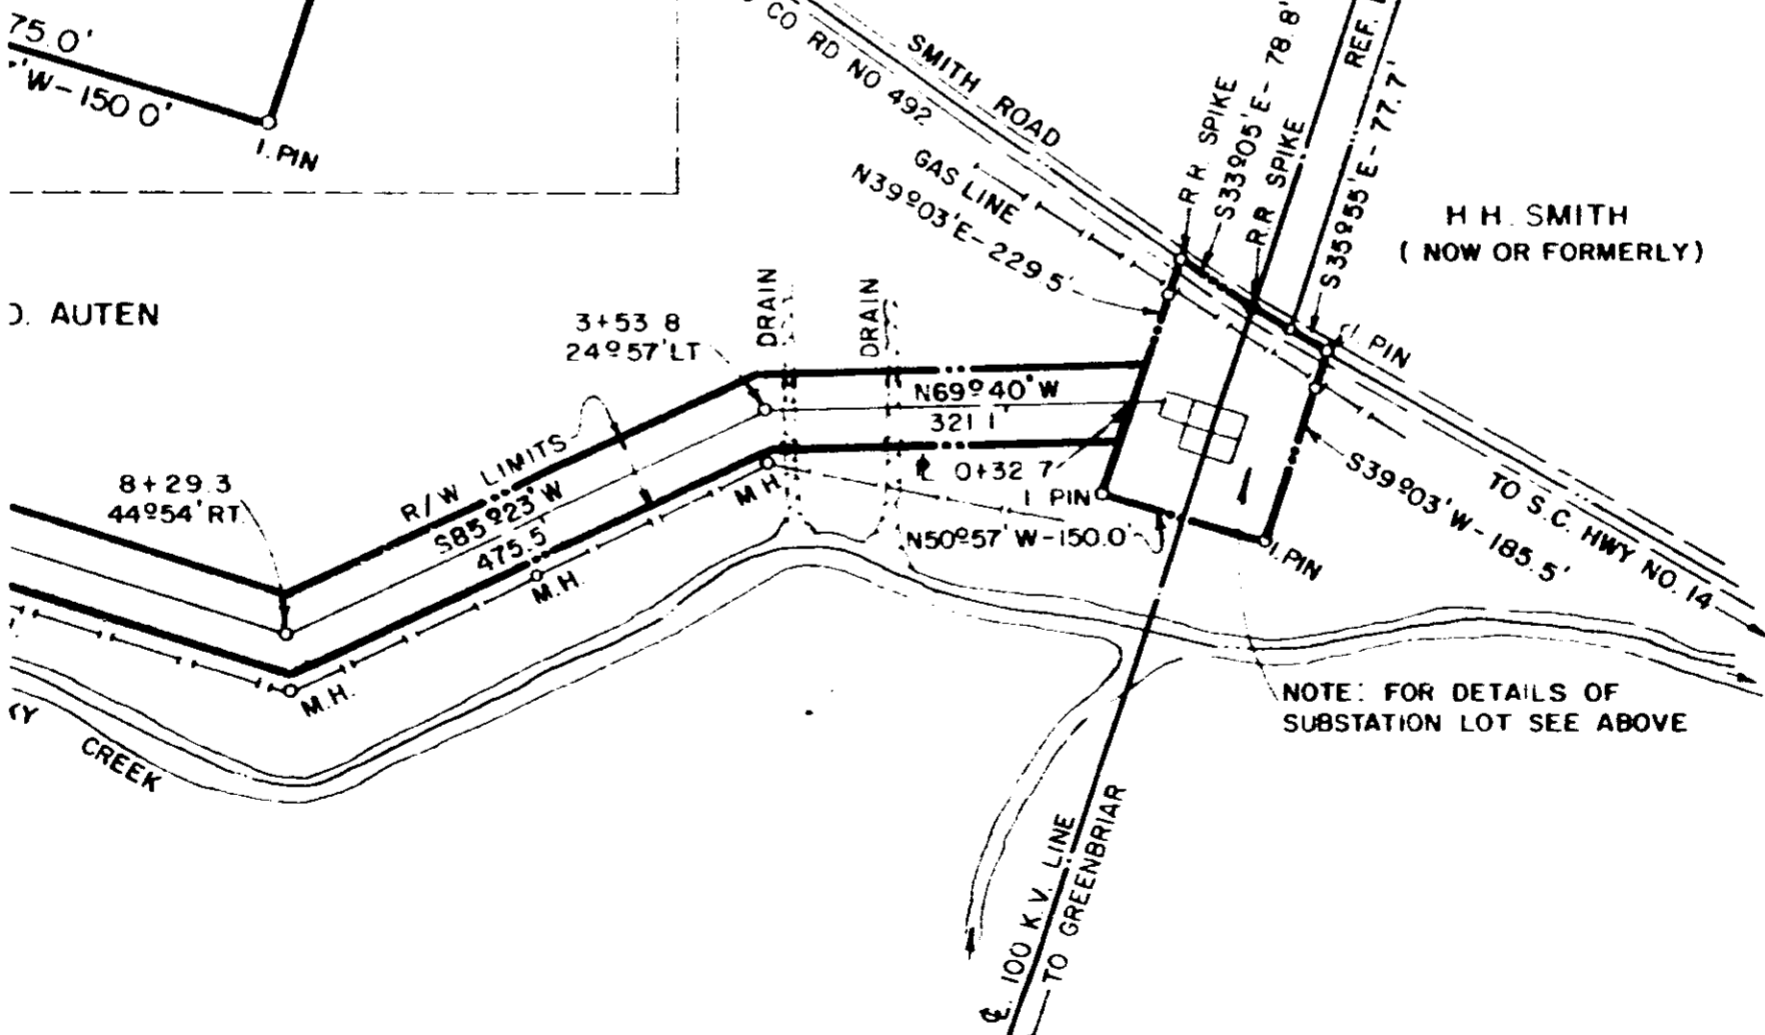 75.0'
'W-150.0'
I. PIN
CO RD NO 492
SMITH ROAD
GAS LINE
N39º03'E-229.5'
R R SPIKE
S33º05'E- 78.8'
R.R. SPIKE
REF.
S35º55'E-77.7'
H H. SMITH
( NOW OR FORMERLY)
I. PIN
D. AUTEN
3+53 8
24º57'LT
DRAIN
DRAIN
N69º40'W
321 1'
℄ 0+32 7
I PIN
N50º57' W-150.0'
I. PIN
S39º03'W-185.5'
TO S.C. HWY NO. 14
8+29.3
44º54'RT.
R/W LIMITS
S85º23'W
475.5'
M.H.
M.H.
M.H.
NOTE: FOR DETAILS OF
SUBSTATION LOT SEE ABOVE
KY CREEK
℄ 100 K.V. LINE
TO GREENBRIAR